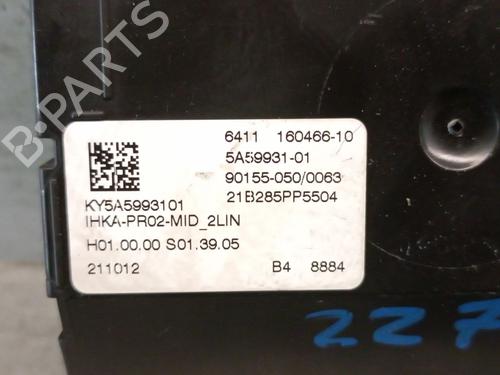 B-PARTS
6411 160466-10
5A59931-01
90155-050/0063
KY5A5993101 21B285PP5504
IHKA-PR02-MID_2LIN
H01.00.00 S01.39.05
211012 B4 8884
227